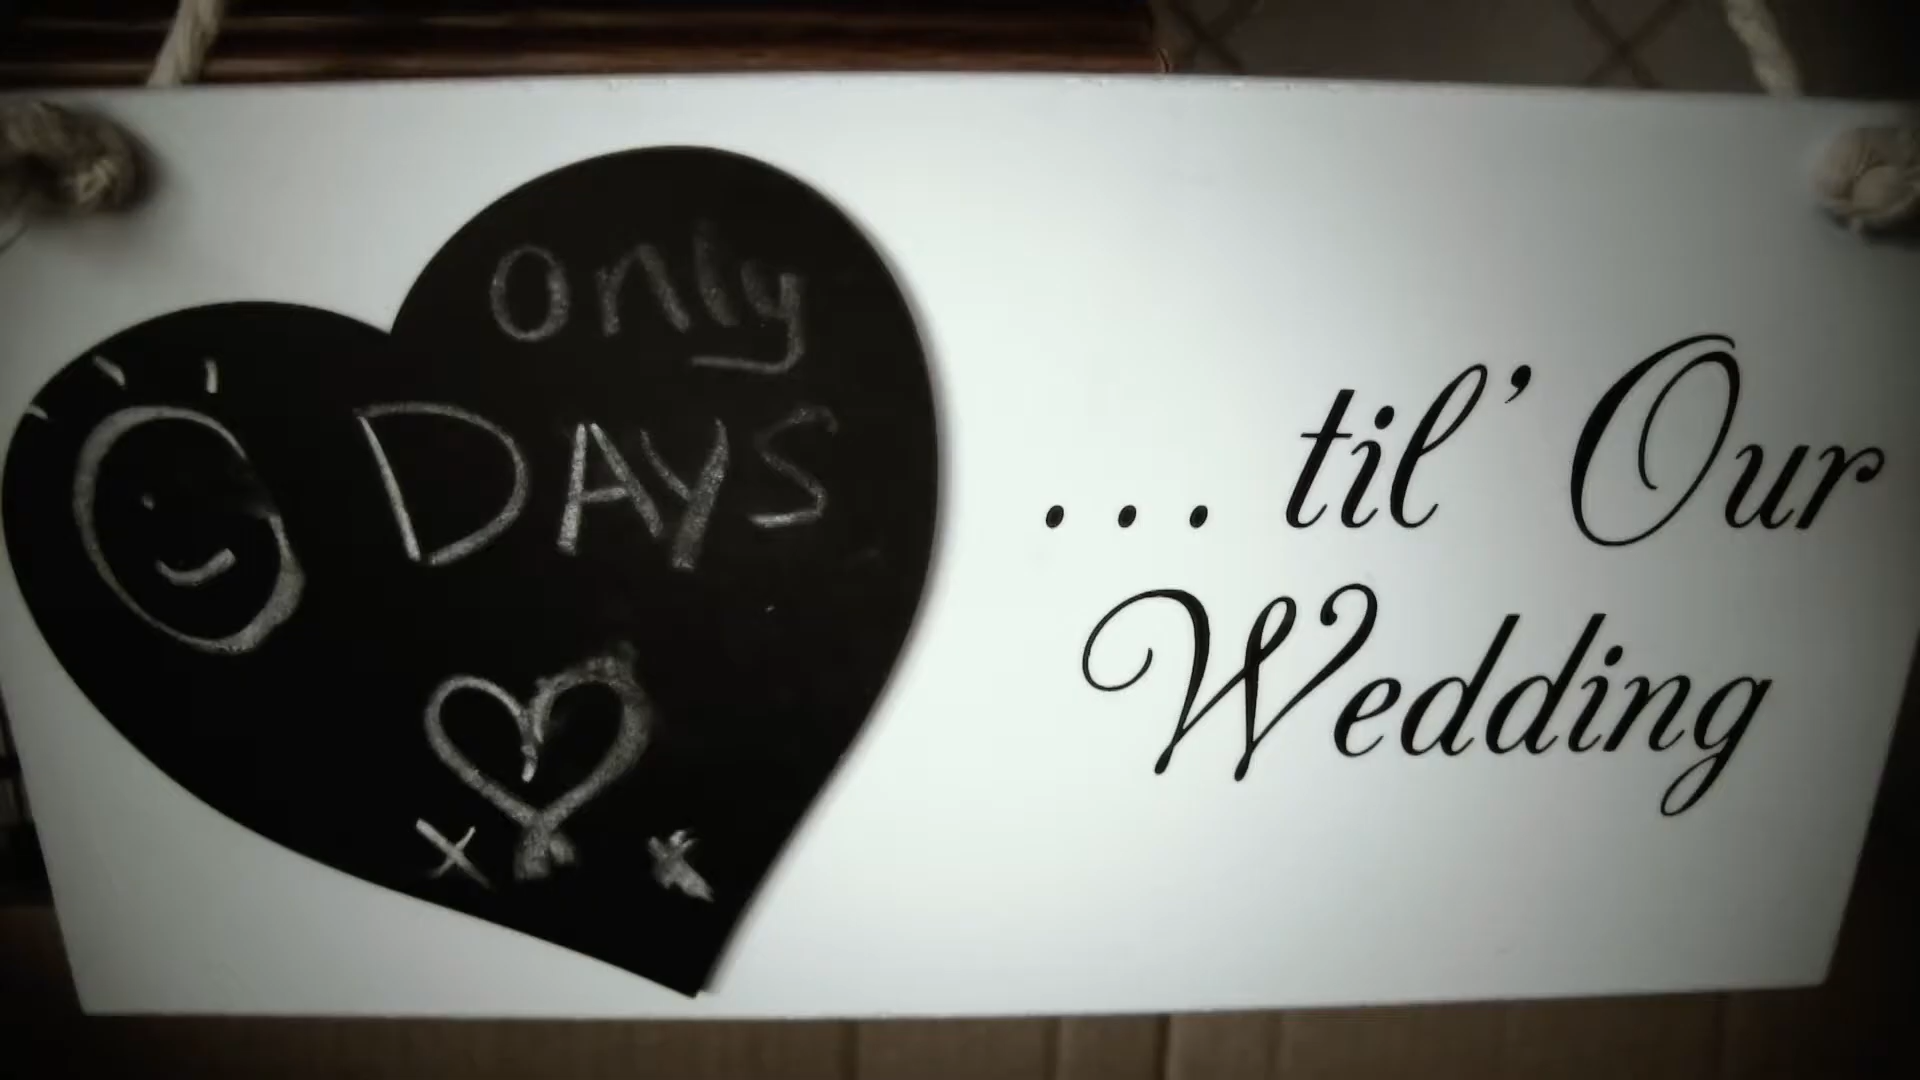 only
DAYS
x x
... til' Our
Wedding